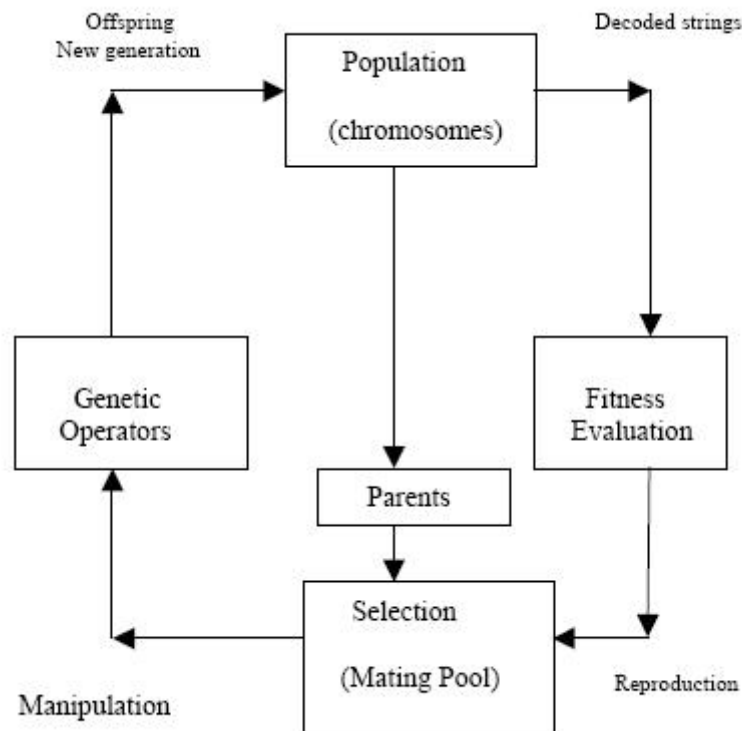 Offspring
New generation
Decoded strings
Population
(chromosomes)
Genetic
Operators
Fitness
Evaluation
Parents
Selection
(Mating Pool)
Manipulation
Reproduction